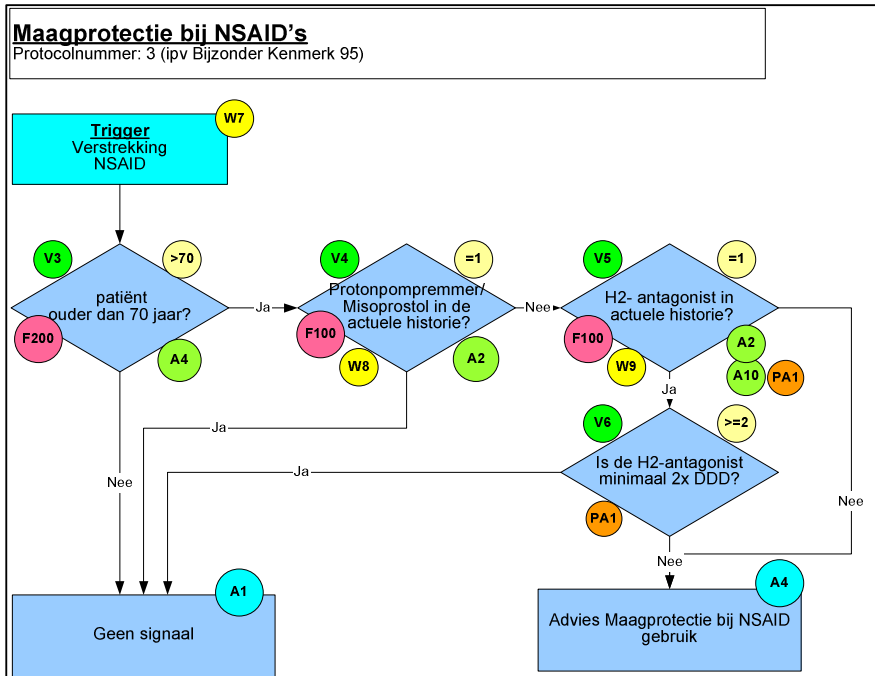 Maagprotectie bij NSAID's
Protocolnummer: 3 (ipv Bijzonder Kenmerk 95)
W7
Trigger
Verstrekking
NSAID
V3
>70
patiënt
ouder dan 70 jaar?
F200
A4
Ja
V4
=1
Protonpompremmer/
Misoprostol in de
actuele historie?
F100
W8
A2
Nee
V5
=1
H2- antagonist in
actuele historie?
F100
W9
A2
A10
PA1
Ja
V6
>=2
Is de H2-antagonist
minimaal 2x DDD?
PA1
Ja
Ja
Nee
Nee
Nee
A1
Geen signaal
A4
Advies Maagprotectie bij NSAID
gebruik